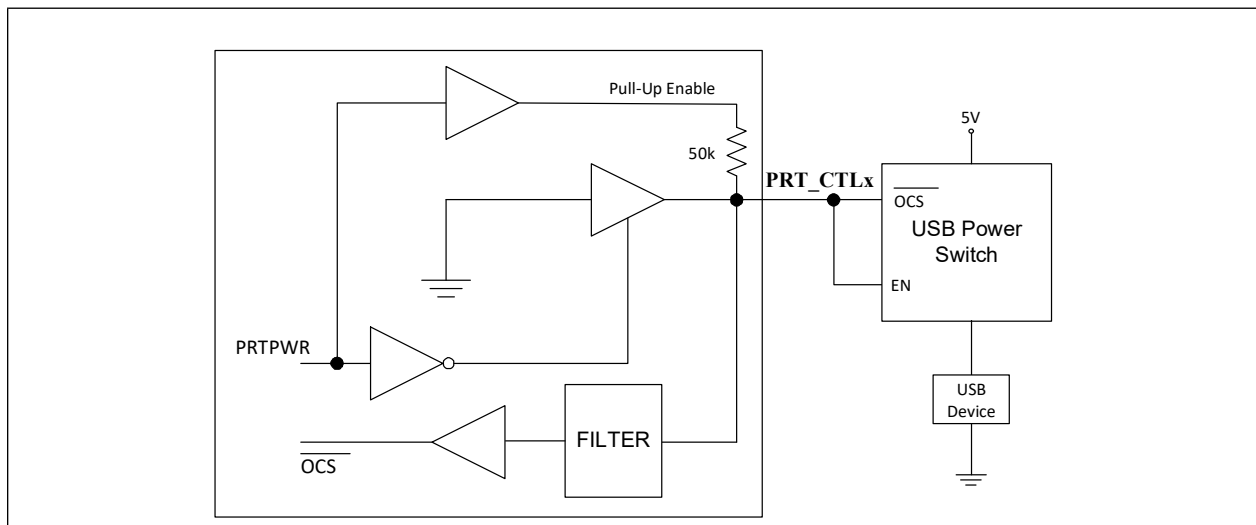 Pull-Up Enable
5V
50k
PRT_CTLx
OCS
USB Power
Switch
EN
PRTPWR
USB
Device
FILTER
OCS